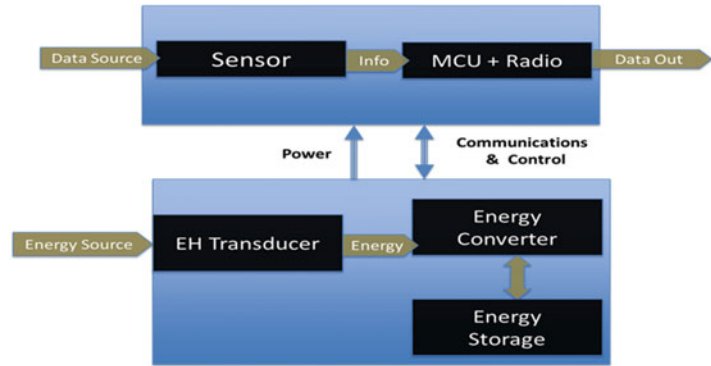 Data Source
Sensor
Info
MCU + Radio
Data Out
Power
Communications
& Control
Energy Source
EH Transducer
Energy
Energy
Converter
Energy
Storage